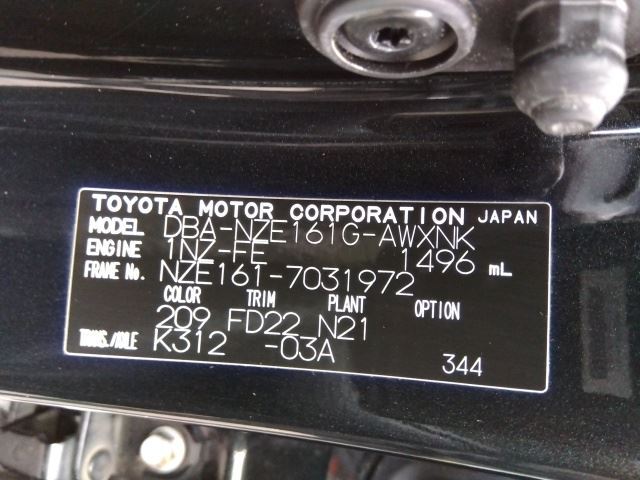 TOYOTA MOTOR CORPORATION JAPAN
MODEL DBA-NZE161G-AWXNK
ENGINE 1NZ-FE 1496 mL
FRAME No. NZE161-7031972
COLOR TRIM PLANT OPTION
209 FD22 N21
TRANS./AXLE K312 -03A
344